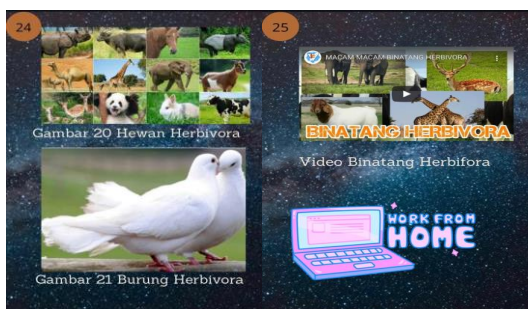 24
Gambar 20 Hewan Herbivora
Gambar 21 Burung Herbivora
25
MACAM MACAM BINATANG HERBIVORA
BINATANG HERBIVORA
Video Binatang Herbifora
WORK FROM
HOME